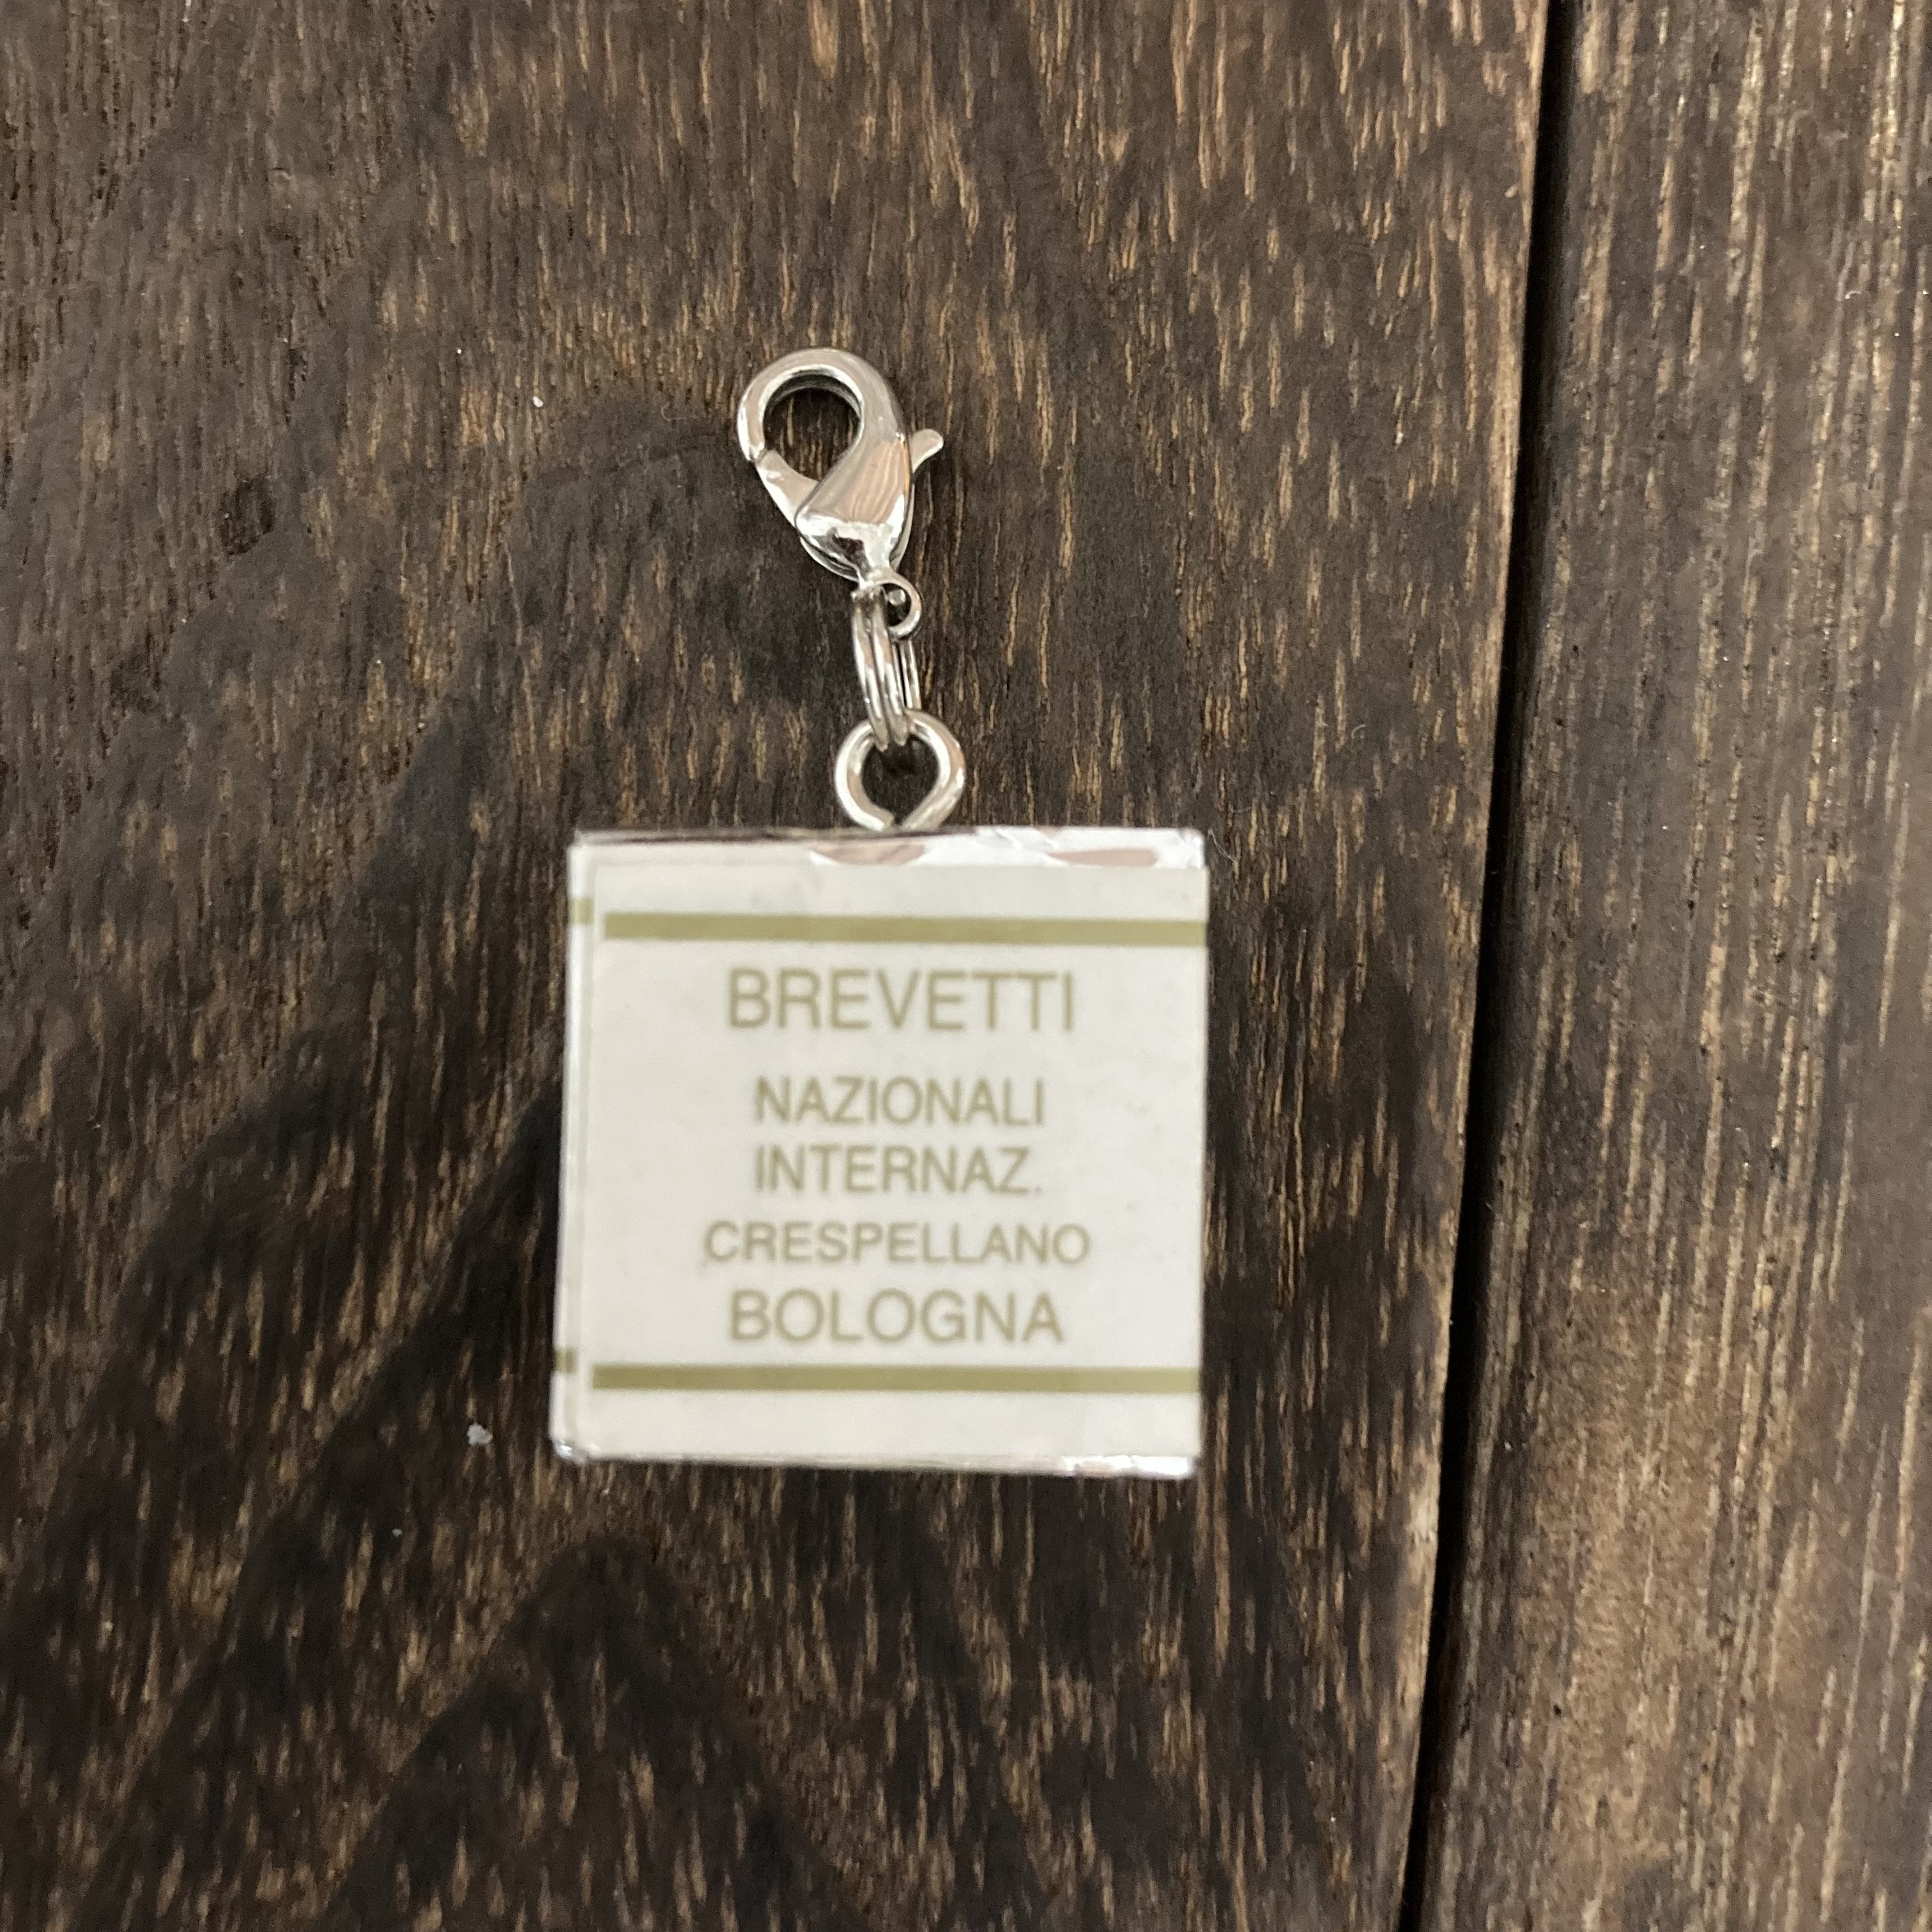 BREVETTI
NAZIONALI
INTERNAZ.
CRESPELLANO
BOLOGNA